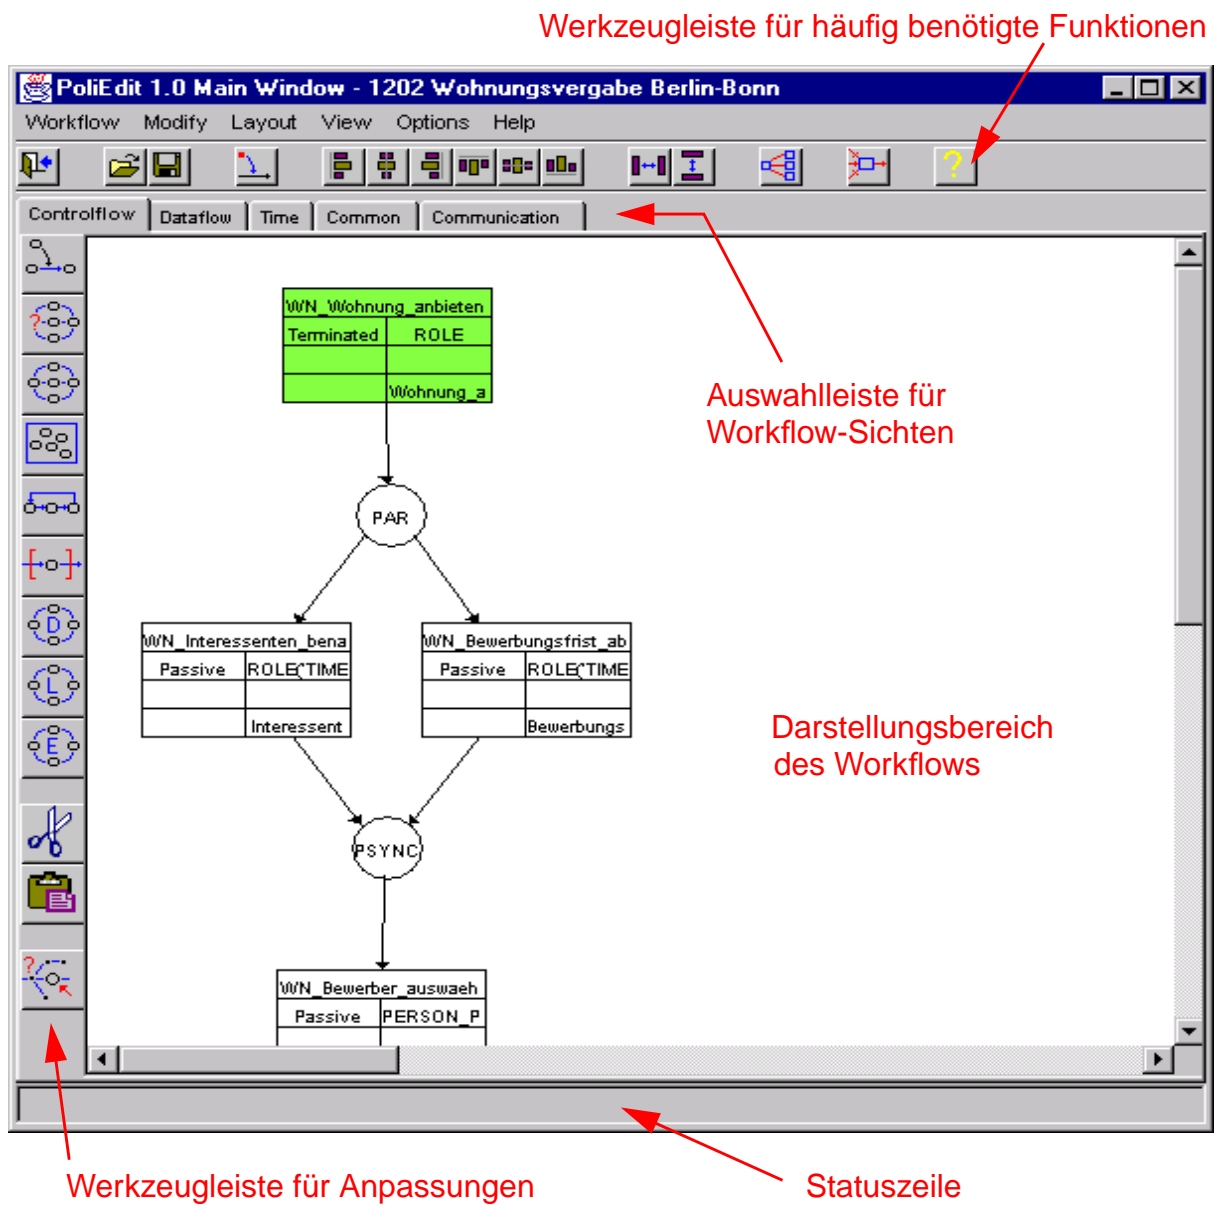 Werkzeugleiste für häufig benötigte Funktionen
PoliEdit 1.0 Main Window - 1202 Wohnungsvergabe Berlin-Bonn
Workflow Modify Layout View Options Help
?
Controlflow Dataflow Time Common Communication
?
WN_Wohnung_anbieten
Terminated ROLE
Wohnung_a
Auswahlleiste für
Workflow-Sichten
PAR
D
WN_Interessenten_bena WN_Bewerbungsfrist_ab
Passive ROLE(*TIME Passive ROLE(*TIME
L
Interessent Bewerbungs
Darstellungsbereich
des Workflows
E
PSYNC
?
WN_Bewerber_auswaeh
Passive PERSON_P
Werkzeugleiste für Anpassungen
Statuszeile